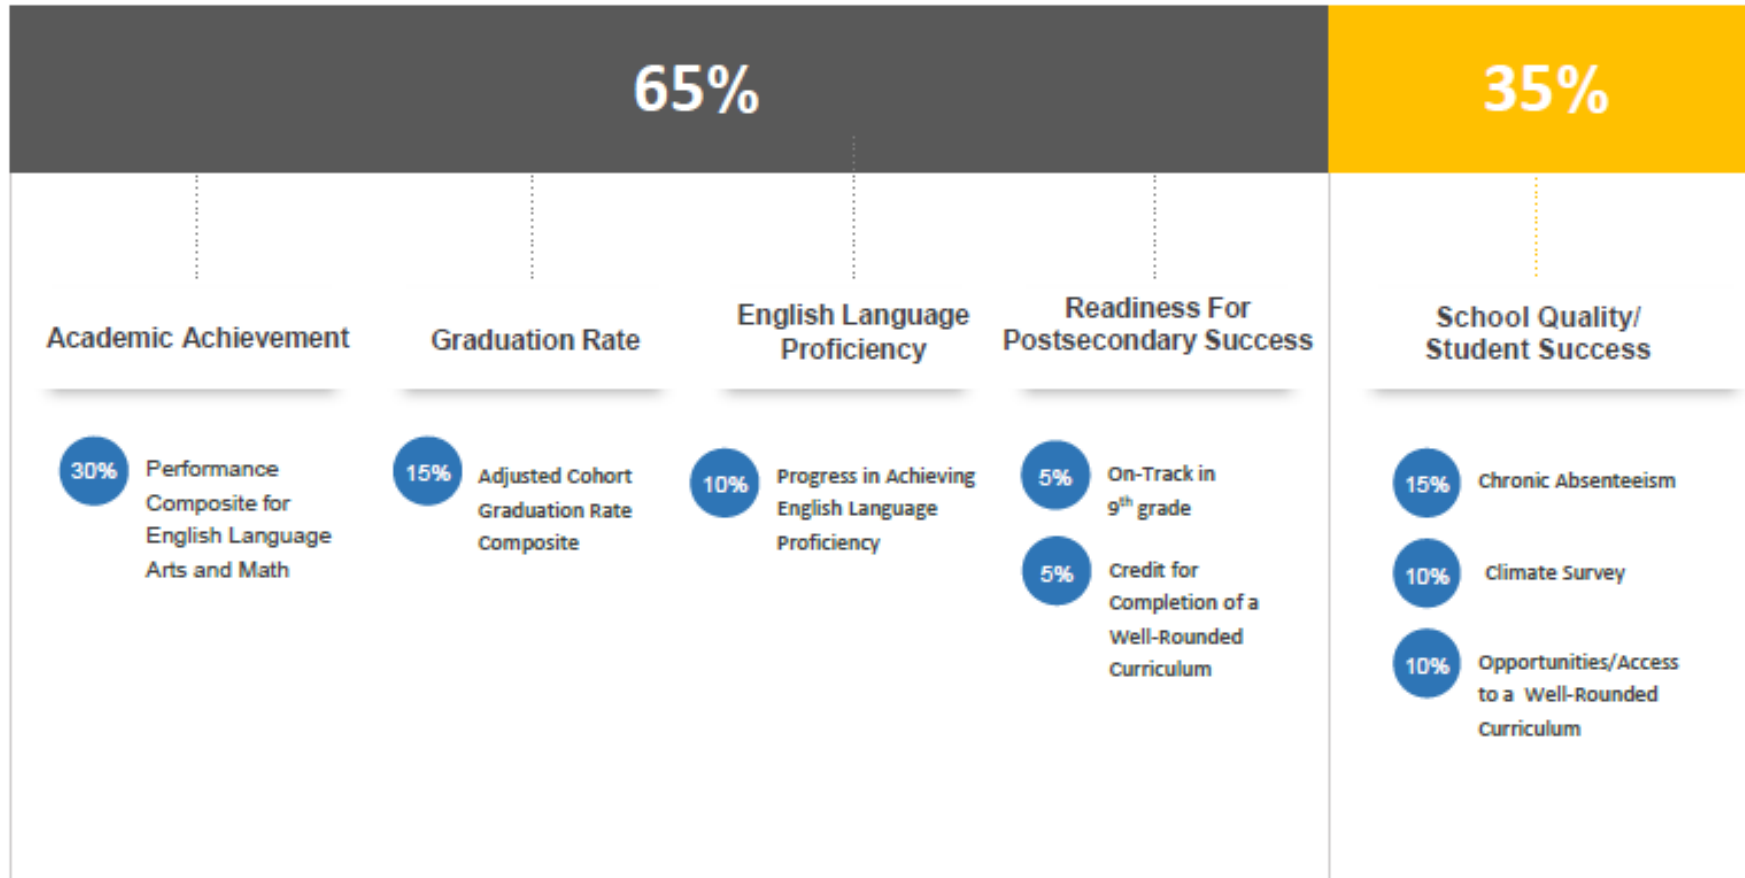 65%
35%
Academic Achievement
Graduation Rate
English Language
Proficiency
Readiness For
Postsecondary Success
School Quality/
Student Success
30%
Performance
Composite for
English Language
Arts and Math
15%
Adjusted Cohort
Graduation Rate
Composite
10%
Progress in Achieving
English Language
Proficiency
5%
On-Track in
9th grade
5%
Credit for
Completion of a
Well-Rounded
Curriculum
15%
Chronic Absenteeism
10%
Climate Survey
10%
Opportunities/Access
to a Well-Rounded
Curriculum